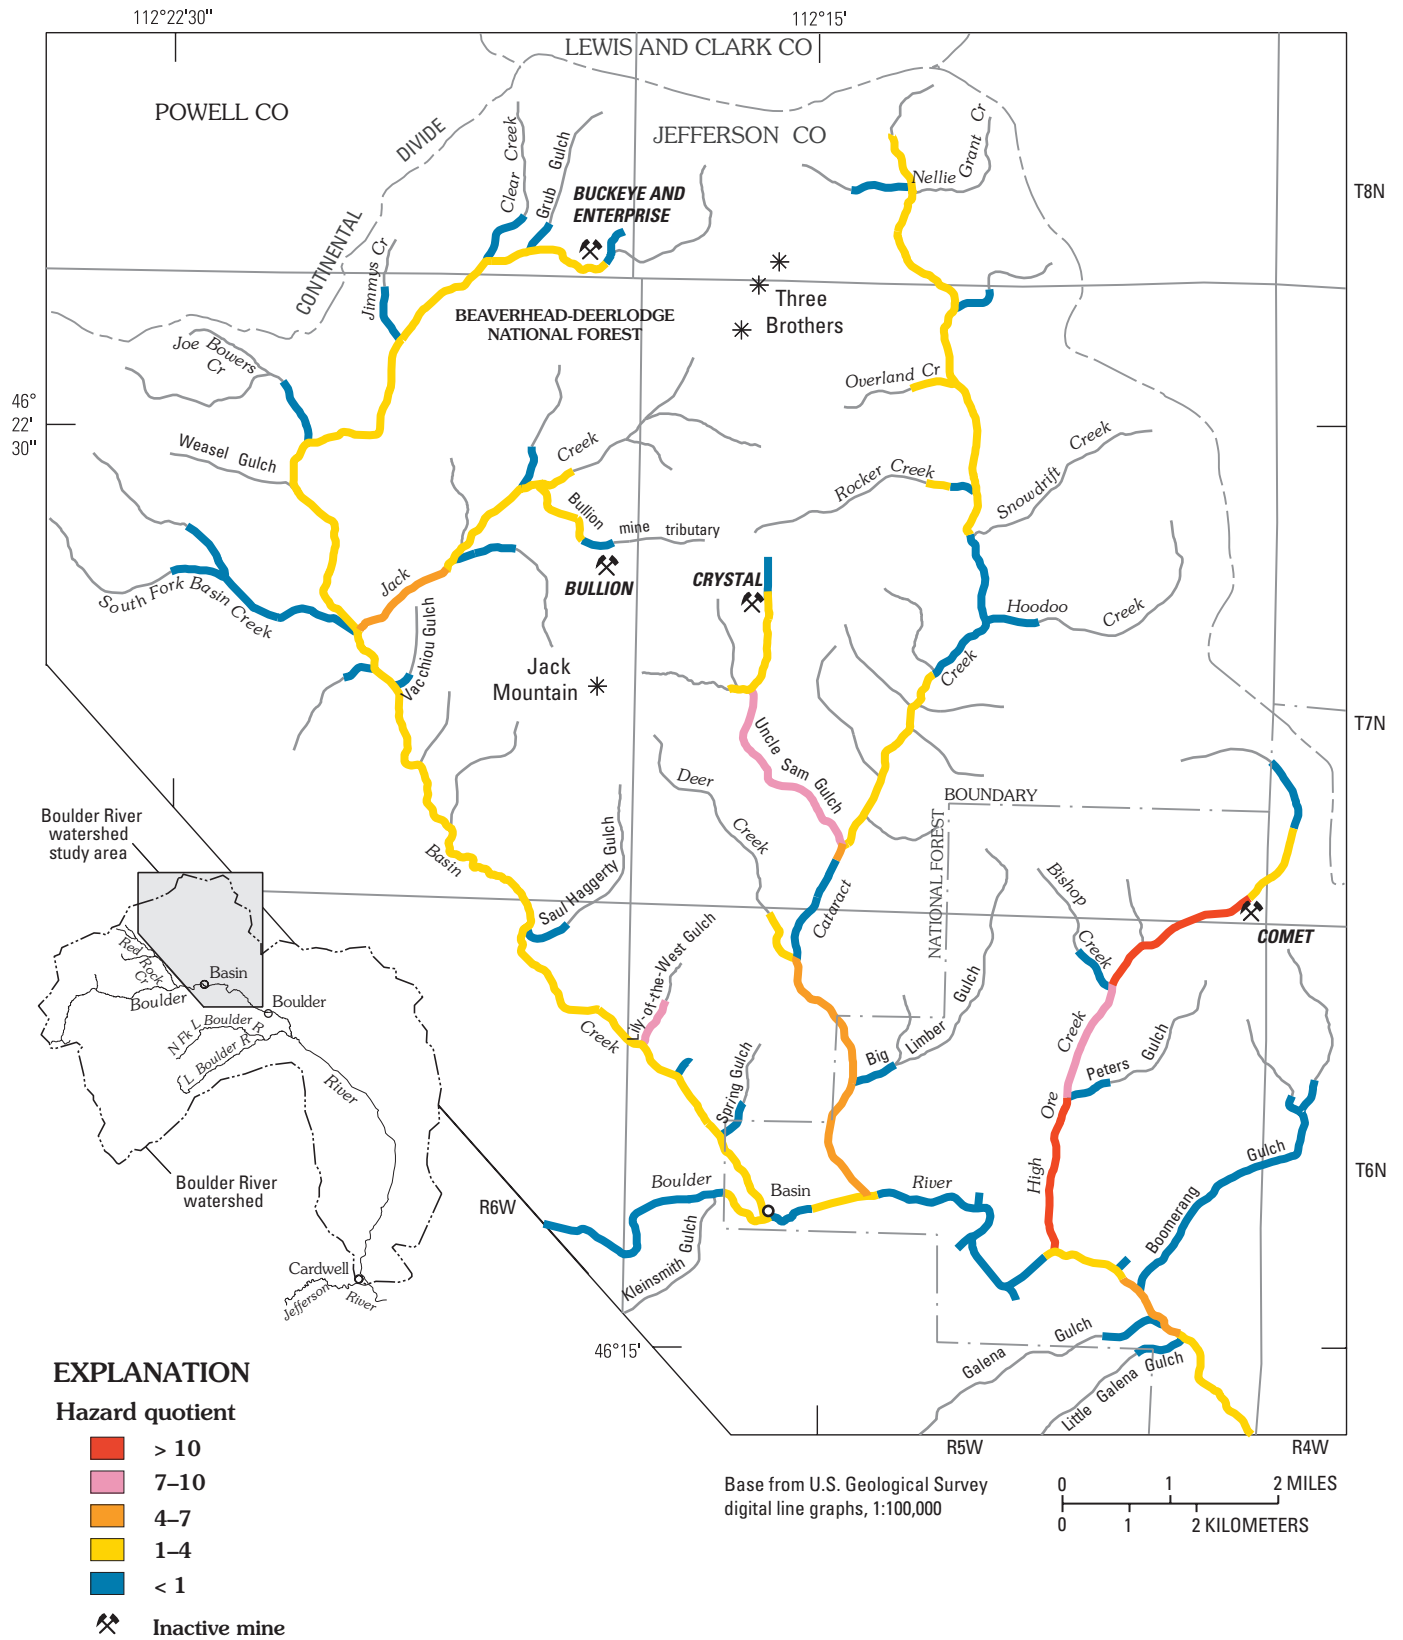 112°22'30"
112°15'
LEWIS AND CLARK CO
POWELL CO
JEFFERSON CO
DIVIDE
CONTINENTAL
Clear Creek
Grub Gulch
BUCKEYE AND
ENTERPRISE
Nellie Grant Cr
T8N
Jimmys Cr
Three
Brothers
BEAVERHEAD-DEERLODGE
NATIONAL FOREST
Joe Bowers
Cr
Overland Cr
46°
22'
30"
Weasel Gulch
Creek
Rocker Creek
Snowdrift Creek
Bullion mine tributary
BULLION
CRYSTAL
Jack
South Fork Basin Creek
Hoodoo Creek
Vacchiou Gulch
Creek
Jack
Mountain
T7N
Uncle Sam Gulch
Deer Creek
BOUNDARY
NATIONAL FOREST
Boulder River
watershed
study area
Basin
Saul Haggerty Gulch
Cataract
Bishop Creek
COMET
Lily-of-the-West Gulch
Creek
Red Rock Cr
Basin
Boulder
Boulder
N Fk L Boulder R
L Boulder R
River
Big Limber Gulch
Creek
Peters Gulch
Spring Gulch
Ore
High
Gulch
T6N
Boulder River
watershed
Boulder
Basin
River
R6W
Boomerang
Kleinsmith Gulch
Cardwell
Jefferson River
46°15'
Galena Gulch
Little Galena Gulch
R5W
R4W
EXPLANATION
Hazard quotient
> 10
7–10
4–7
1–4
< 1
Inactive mine
Base from U.S. Geological Survey
digital line graphs, 1:100,000
0 1 2 MILES
0 1 2 KILOMETERS